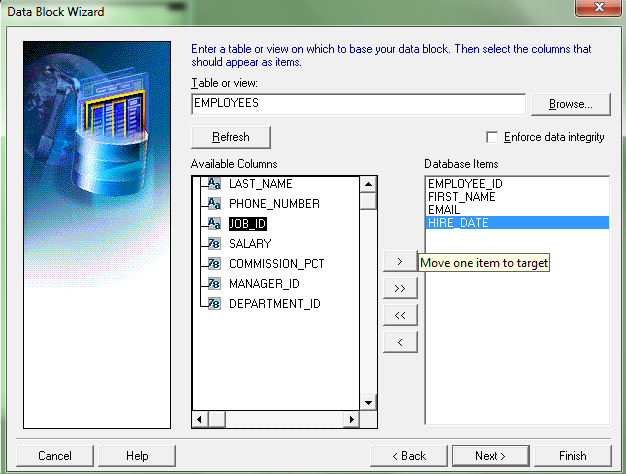 Data Block Wizard
X
Enter a table or view on which to base your data block. Then select the columns that
should appear as items.
Table or view:
EMPLOYEES
Browse...
Refresh
Enforce data integrity
Available Columns
Database Items
LAST_NAME
PHONE_NUMBER
JOB_ID
SALARY
COMMISSION_PCT
MANAGER_ID
DEPARTMENT_ID
EMPLOYEE_ID
FIRST_NAME
EMAIL
HIRE_DATE
>
Move one item to target
>>
<<
<
Cancel
Help
< Back
Next >
Finish